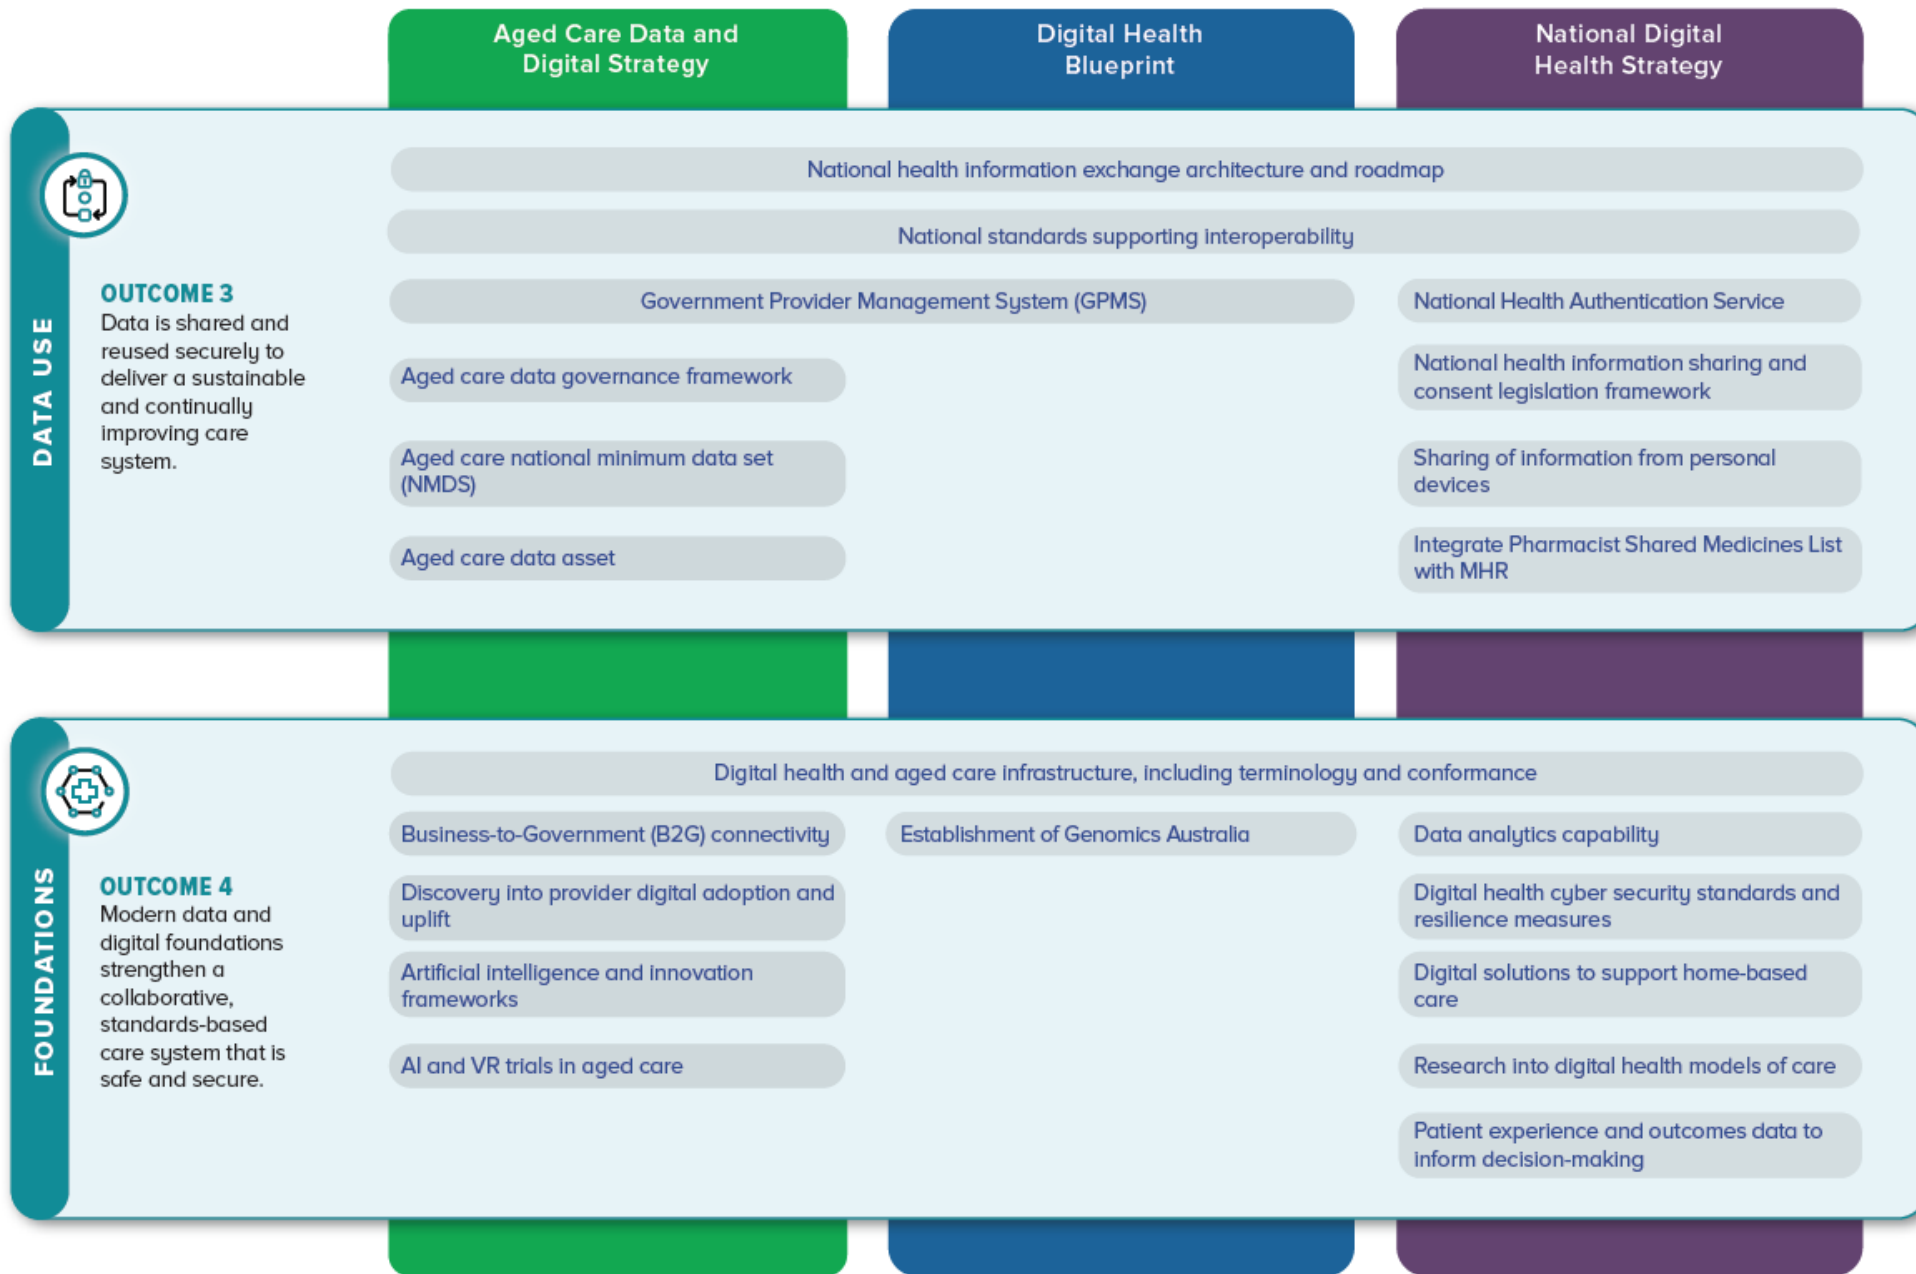 Aged Care Data and
Digital Strategy
Digital Health
Blueprint
National Digital
Health Strategy
DATA USE
OUTCOME 3
Data is shared and
reused securely to
deliver a sustainable
and continually
improving care
system.
National health information exchange architecture and roadmap
National standards supporting interoperability
Government Provider Management System (GPMS)
National Health Authentication Service
Aged care data governance framework
National health information sharing and
consent legislation framework
Aged care national minimum data set
(NMDS)
Sharing of information from personal
devices
Aged care data asset
Integrate Pharmacist Shared Medicines List
with MHR
FOUNDATIONS
OUTCOME 4
Modern data and
digital foundations
strengthen a
collaborative,
standards-based
care system that is
safe and secure.
Digital health and aged care infrastructure, including terminology and conformance
Business-to-Government (B2G) connectivity
Establishment of Genomics Australia
Data analytics capability
Discovery into provider digital adoption and
uplift
Digital health cyber security standards and
resilience measures
Artificial intelligence and innovation
frameworks
Digital solutions to support home-based
care
AI and VR trials in aged care
Research into digital health models of care
Patient experience and outcomes data to
inform decision-making